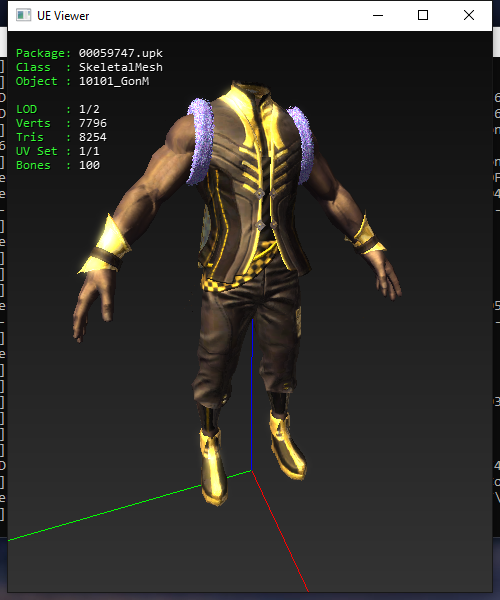 UE Viewer
Package: 00059747.upk
Class : SkeletalMesh
Object : 10101_GonM
LOD : 1/2
Verts : 7796
Tris : 8254
UV Set : 1/1
Bones : 100